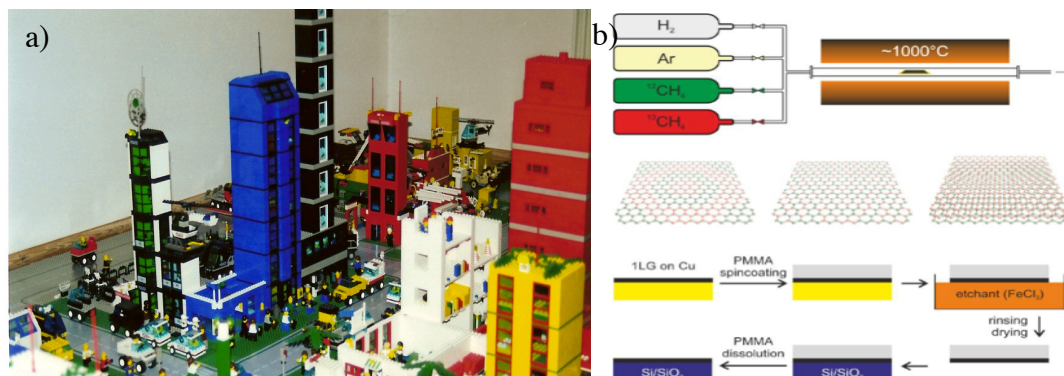 a)
b)
H₂
Ar
¹²CH₄
¹³CH₄
~1000°C
1LG on Cu
PMMA
spincoating
etchant (FeCl₃)
rinsing
drying
PMMA
dissolution
Si/SiO₂
Si/SiO₂